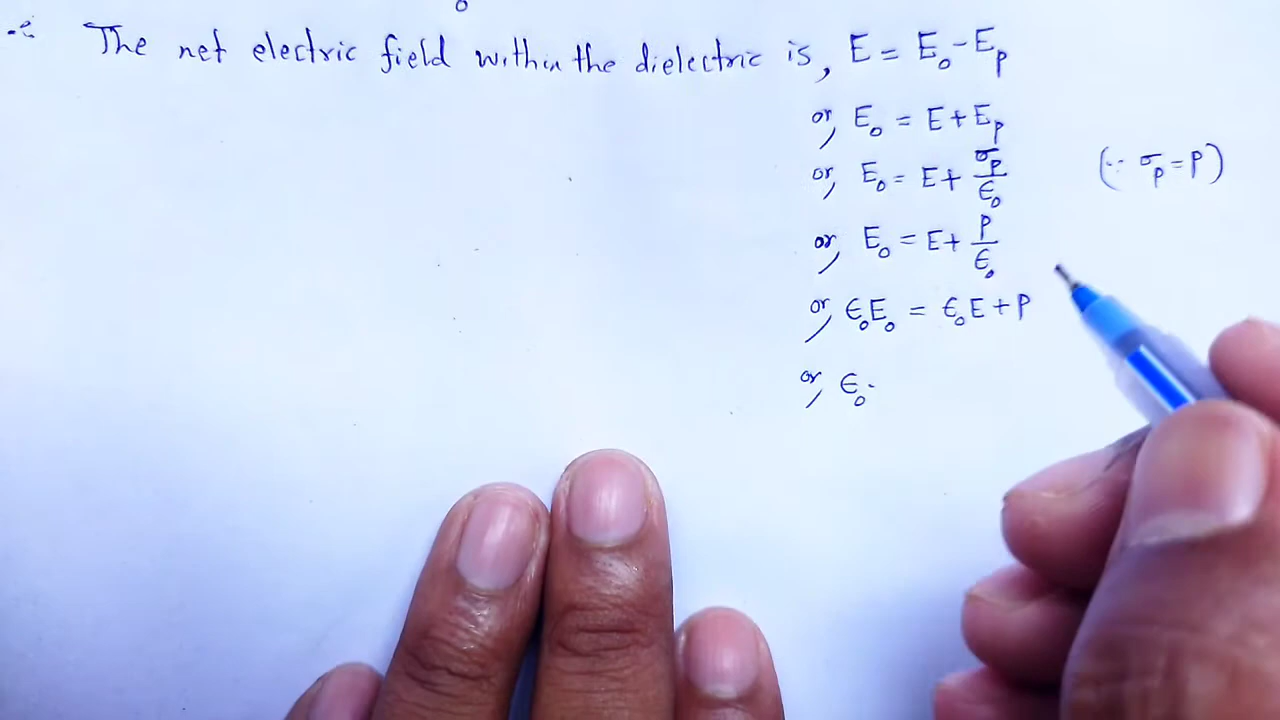 The net electric field within the dielectric is, E = E₀ - Eₚ
or, E₀ = E + Eₚ
or, E₀ = E + σₚ/ε₀ (∵ σₚ = P)
or, E₀ = E + P/ε₀
or, ε₀E₀ = ε₀E + P
or, ε₀